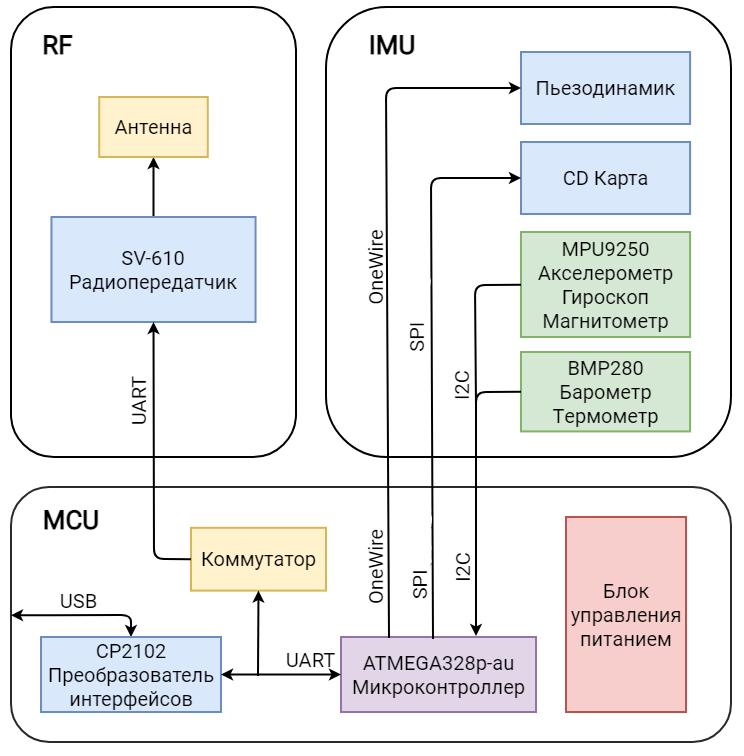 RF
Антенна
SV-610
Радиопередатчик
UART
IMU
Пьезодинамик
CD Карта
MPU9250
Акселерометр
Гироскоп
Магнитометр
BMP280
Барометр
Термометр
OneWire
SPI
I2C
MCU
Коммутатор
USB
CP2102
Преобразователь
интерфейсов
UART
OneWire
SPI
I2C
ATMEGA328p-au
Микроконтроллер
Блок
управления
питанием